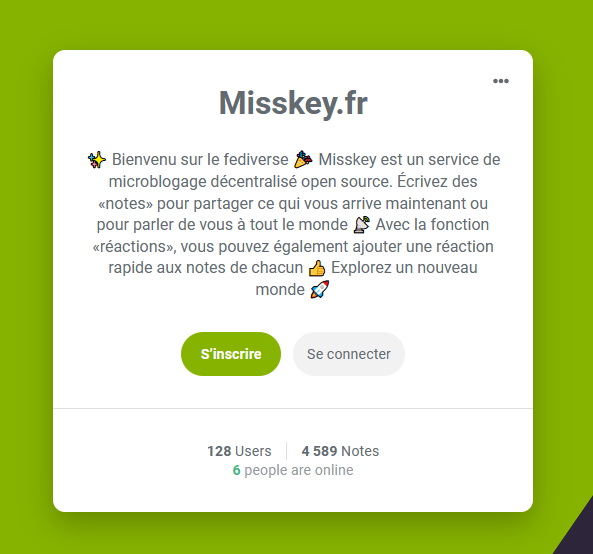 Misskey.fr
✨ Bienvenu sur le fediverse 🎉 Misskey est un service de
microblogage décentralisé open source. Écrivez des
«notes» pour partager ce qui vous arrive maintenant ou
pour parler de vous à tout le monde 📡 Avec la fonction
«réactions», vous pouvez également ajouter une réaction
rapide aux notes de chacun 👍 Explorez un nouveau
monde 🚀
S'inscrire Se connecter
128 Users 4 589 Notes
6 people are online